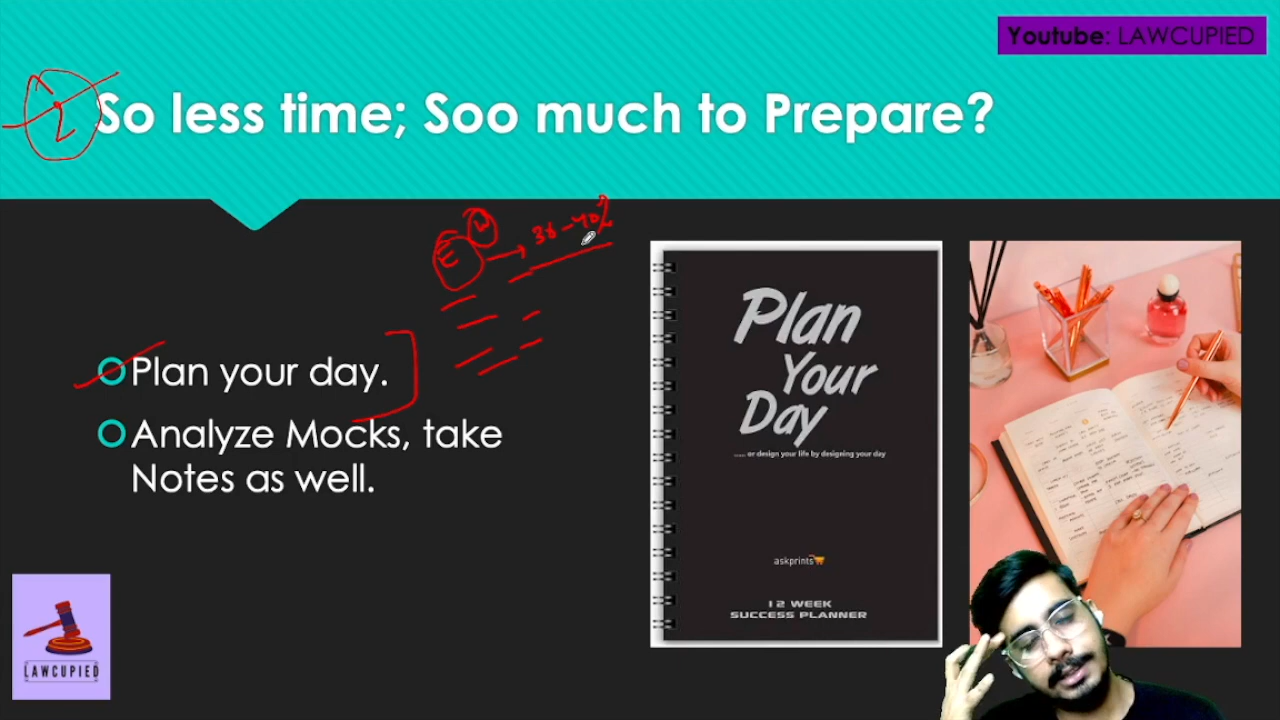 Youtube: LAWCUPIED
So less time; Soo much to Prepare?
Plan your day.
Analyze Mocks, take
Notes as well.
Plan
Your
Day
..... or design your life by designing your day
askprints
12 WEEK
SUCCESS PLANNER
LAWCUPIED